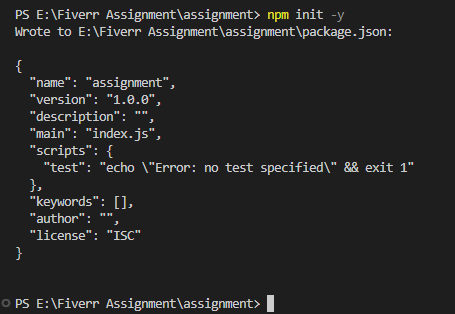 PS E:\Fiverr Assignment\assignment> npm init -y
Wrote to E:\Fiverr Assignment\assignment\package.json:
{
  "name": "assignment",
  "version": "1.0.0",
  "description": "",
  "main": "index.js",
  "scripts": {
    "test": "echo \"Error: no test specified\" && exit 1"
  },
  "keywords": [],
  "author": "",
  "license": "ISC"
}
PS E:\Fiverr Assignment\assignment>